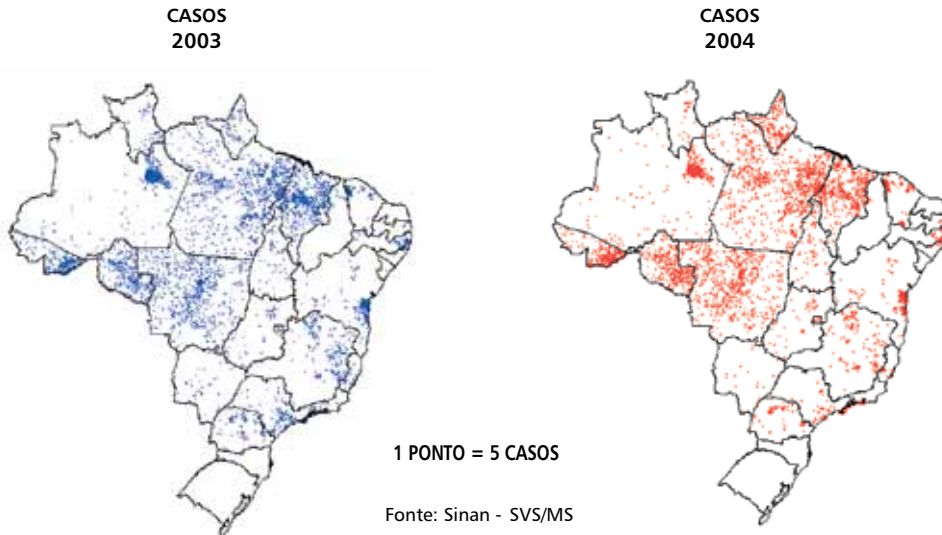 CASOS
2003
CASOS
2004
1 PONTO = 5 CASOS
Fonte: Sinan - SVS/MS